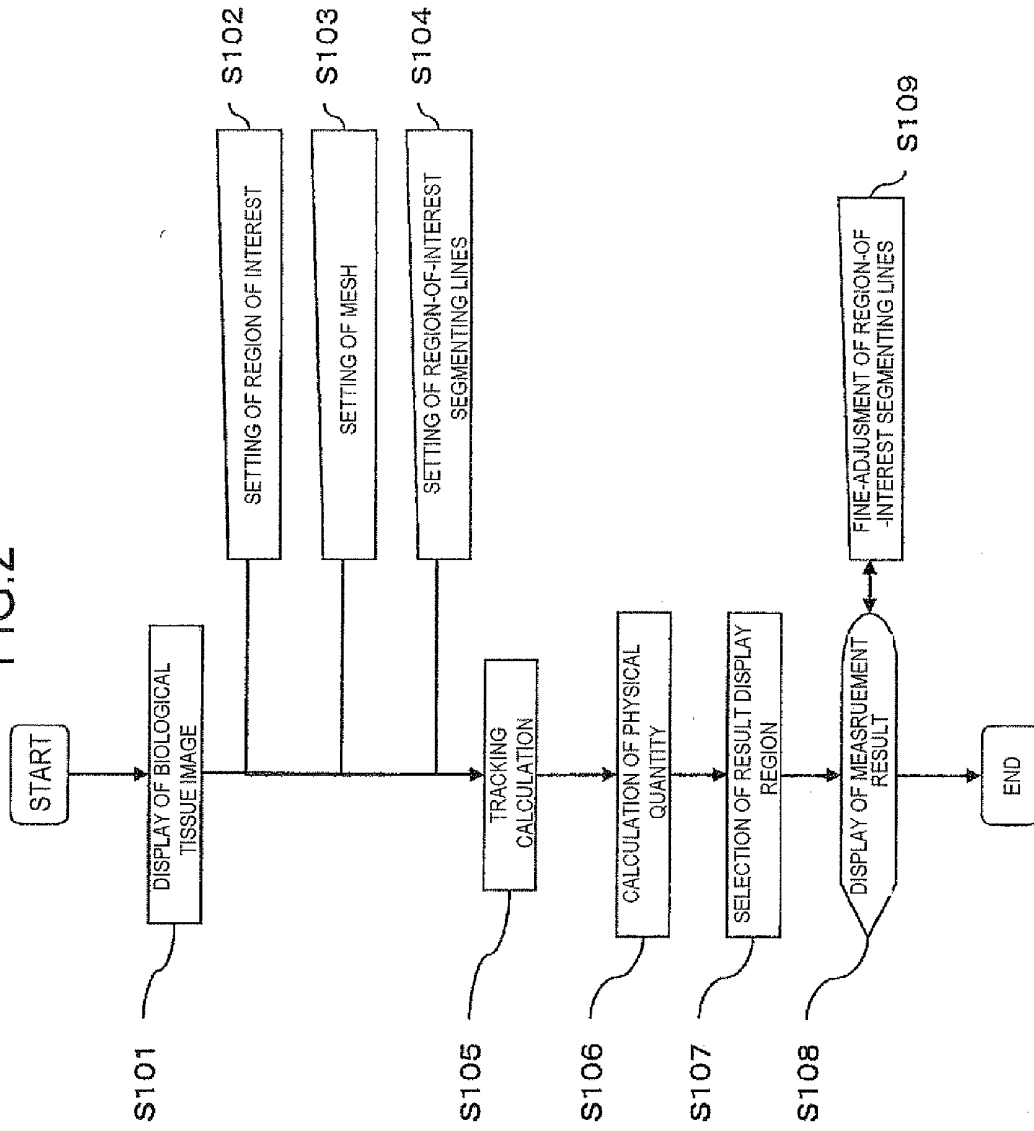 FIG.2
START
S101
DISPLAY OF BIOLOGICAL
TISSUE IMAGE
SETTING OF REGION OF INTEREST
S102
SETTING OF MESH
S103
SETTING OF REGION-OF-INTEREST
SEGMENTING LINES
S104
S105
TRACKING
CALCULATION
S106
CALCULATION OF PHYSICAL
QUANTITY
S107
SELECTION OF RESULT DISPLAY
REGION
S108
DISPLAY OF MEASRUEMENT
RESULT
FINE-ADJUSMENT OF REGION-OF
-INTEREST SEGMENTING LINES
S109
END